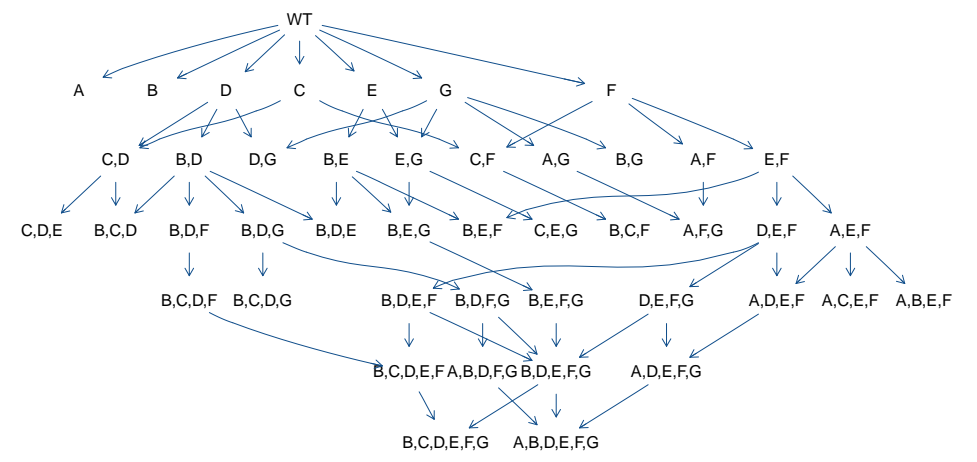 WT
A B D C E G F
C,D B,D D,G B,E E,G C,F A,G B,G A,F E,F
C,D,E B,C,D B,D,F B,D,G B,D,E B,E,G B,E,F C,E,G B,C,F A,F,G D,E,F A,E,F
B,C,D,F B,C,D,G B,D,E,F B,D,F,G B,E,F,G D,E,F,G A,D,E,F A,C,E,F A,B,E,F
B,C,D,E,F A,B,D,F,G B,D,E,F,G A,D,E,F,G
B,C,D,E,F,G A,B,D,E,F,G